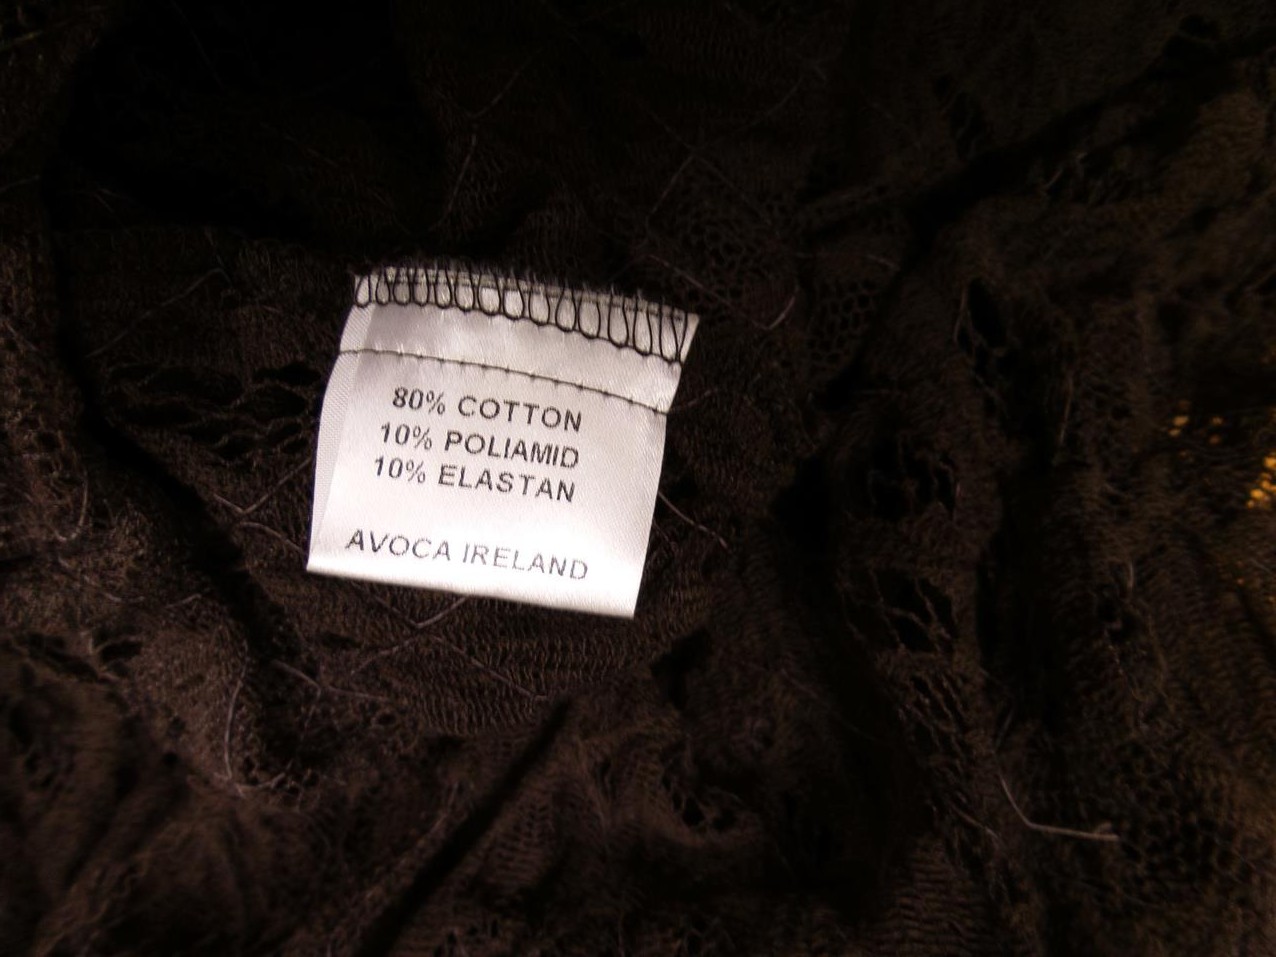 80% COTTON
10% POLIAMID
10% ELASTAN
AVOCA IRELAND